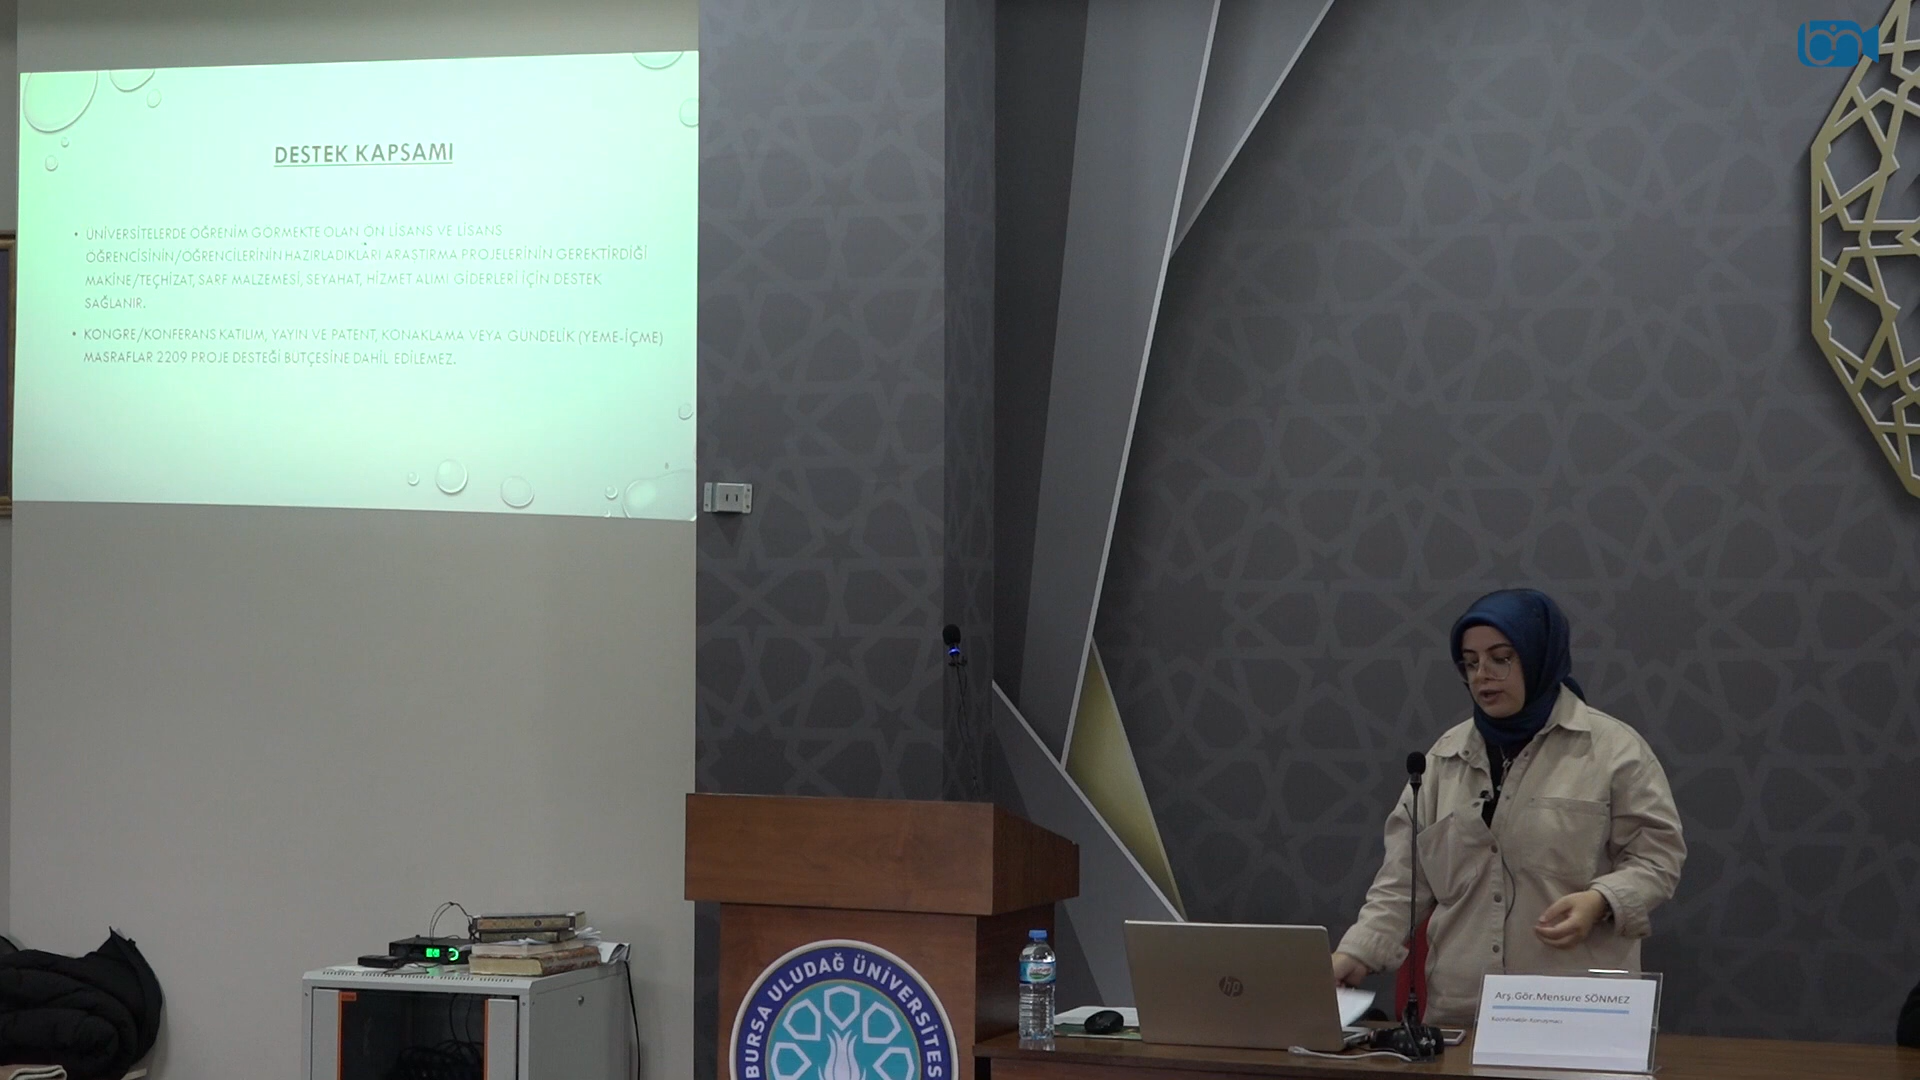 DESTEK KAPSAMI
• ÜNİVERSİTELERDE ÖĞRENİM GÖRMEKTE OLAN ÖN LİSANS VE LİSANS
ÖĞRENCİSİNİN/ÖĞRENCİLERİNİN HAZIRLADIKLARI ARAŞTIRMA PROJELERİNİN GEREKTİRDİĞİ
MAKİNE/TEÇHİZAT, SARF MALZEMESİ, SEYAHAT, HİZMET ALIMI GİDERLERİ İÇİN DESTEK
SAĞLANIR.
• KONGRE/KONFERANS KATILIM, YAYIN VE PATENT, KONAKLAMA VEYA GÜNDELİK (YEME-İÇME)
MASRAFLAR 2209 PROJE DESTEĞİ BÜTÇESİNE DAHİL EDİLEMEZ.
BURSA ULUDAĞ ÜNİVERSİTESİ
hp
Arş.Gör.Mensure SÖNMEZ